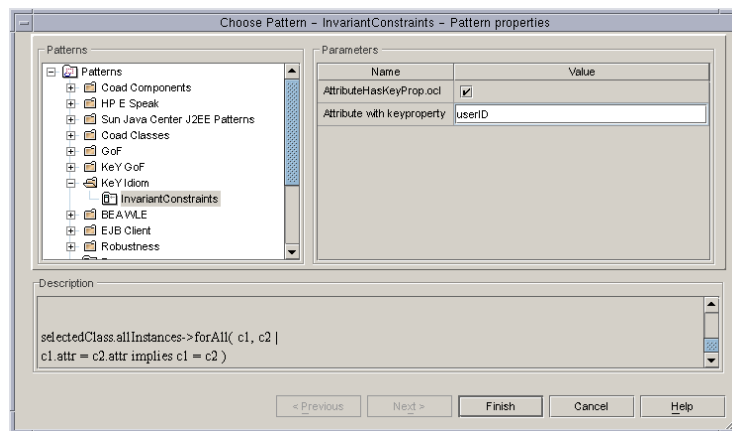 Choose Pattern – InvariantConstraints – Pattern properties
Patterns
Patterns
Coad Components
HP E Speak
Sun Java Center J2EE Patterns
Coad Classes
GoF
KeY GoF
KeY Idiom
InvariantConstraints
BEA WLE
EJB Client
Robustness
Parameters
Name Value
AttributeHasKeyProp.ocl
Attribute with keyproperty userID
Description
selectedClass.allInstances->forAll( c1, c2 |
c1.attr = c2.attr implies c1 = c2 )
< Previous Next > Finish Cancel Help